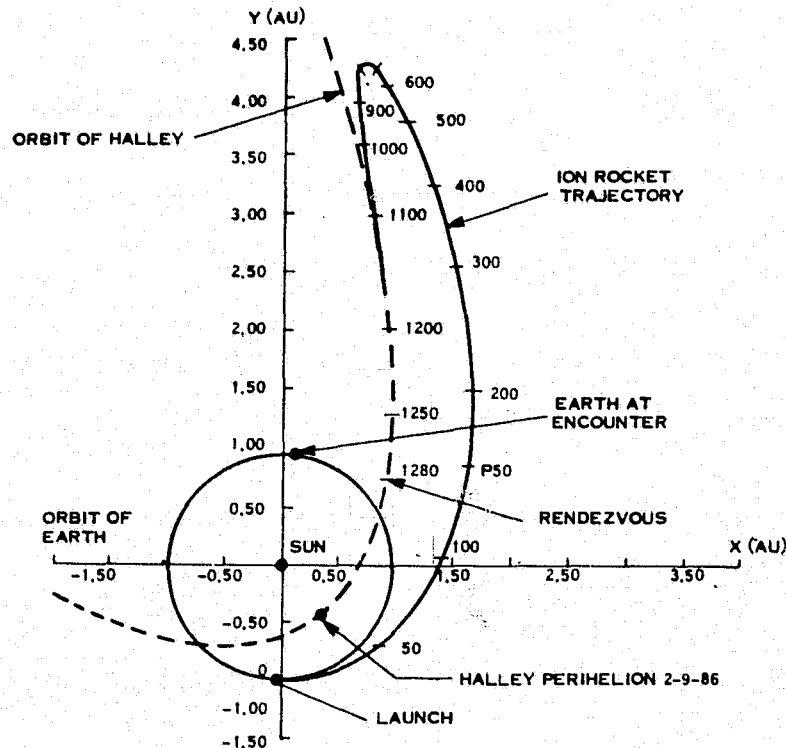 Y (AU)
4,50
4,00
3,50
3,00
2,50
2,00
1,50
1,00
0,50
-0,50
0
-1,00
-1,50
600
900
500
1000
ORBIT OF HALLEY
400
ION ROCKET
TRAJECTORY
1100
300
1200
200
EARTH AT
ENCOUNTER
1250
1280
P50
RENDEZVOUS
ORBIT OF
EARTH
SUN
100
X (AU)
-1,50
-0,50
0,50
1,50
2,50
3,50
50
HALLEY PERIHELION 2-9-86
LAUNCH